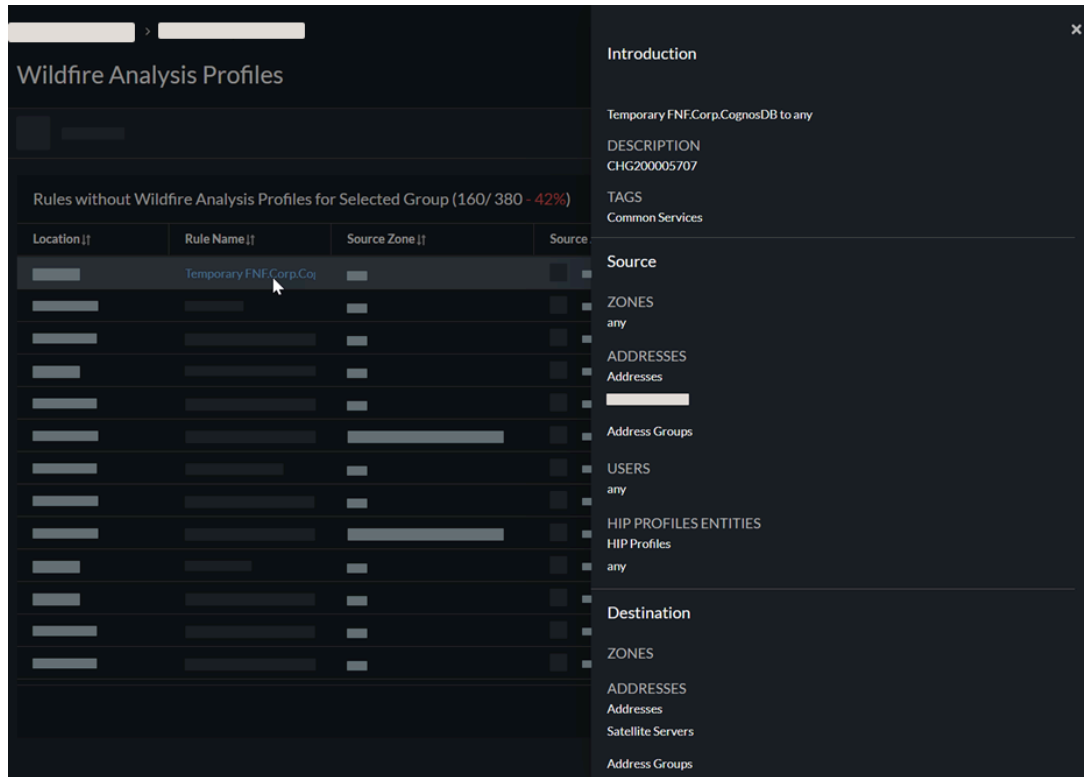 Wildfire Analysis Profiles
Rules without Wildfire Analysis Profiles for Selected Group (160/ 380 - 42%)
Location Rule Name Source Zone Source
Temporary FNF.Corp.Cog
Introduction
Temporary FNF.Corp.CognosDB to any
DESCRIPTION
CHG200005707
TAGS
Common Services
Source
ZONES
any
ADDRESSES
Addresses
Address Groups
USERS
any
HIP PROFILES ENTITIES
HIP Profiles
any
Destination
ZONES
ADDRESSES
Addresses
Satellite Servers
Address Groups